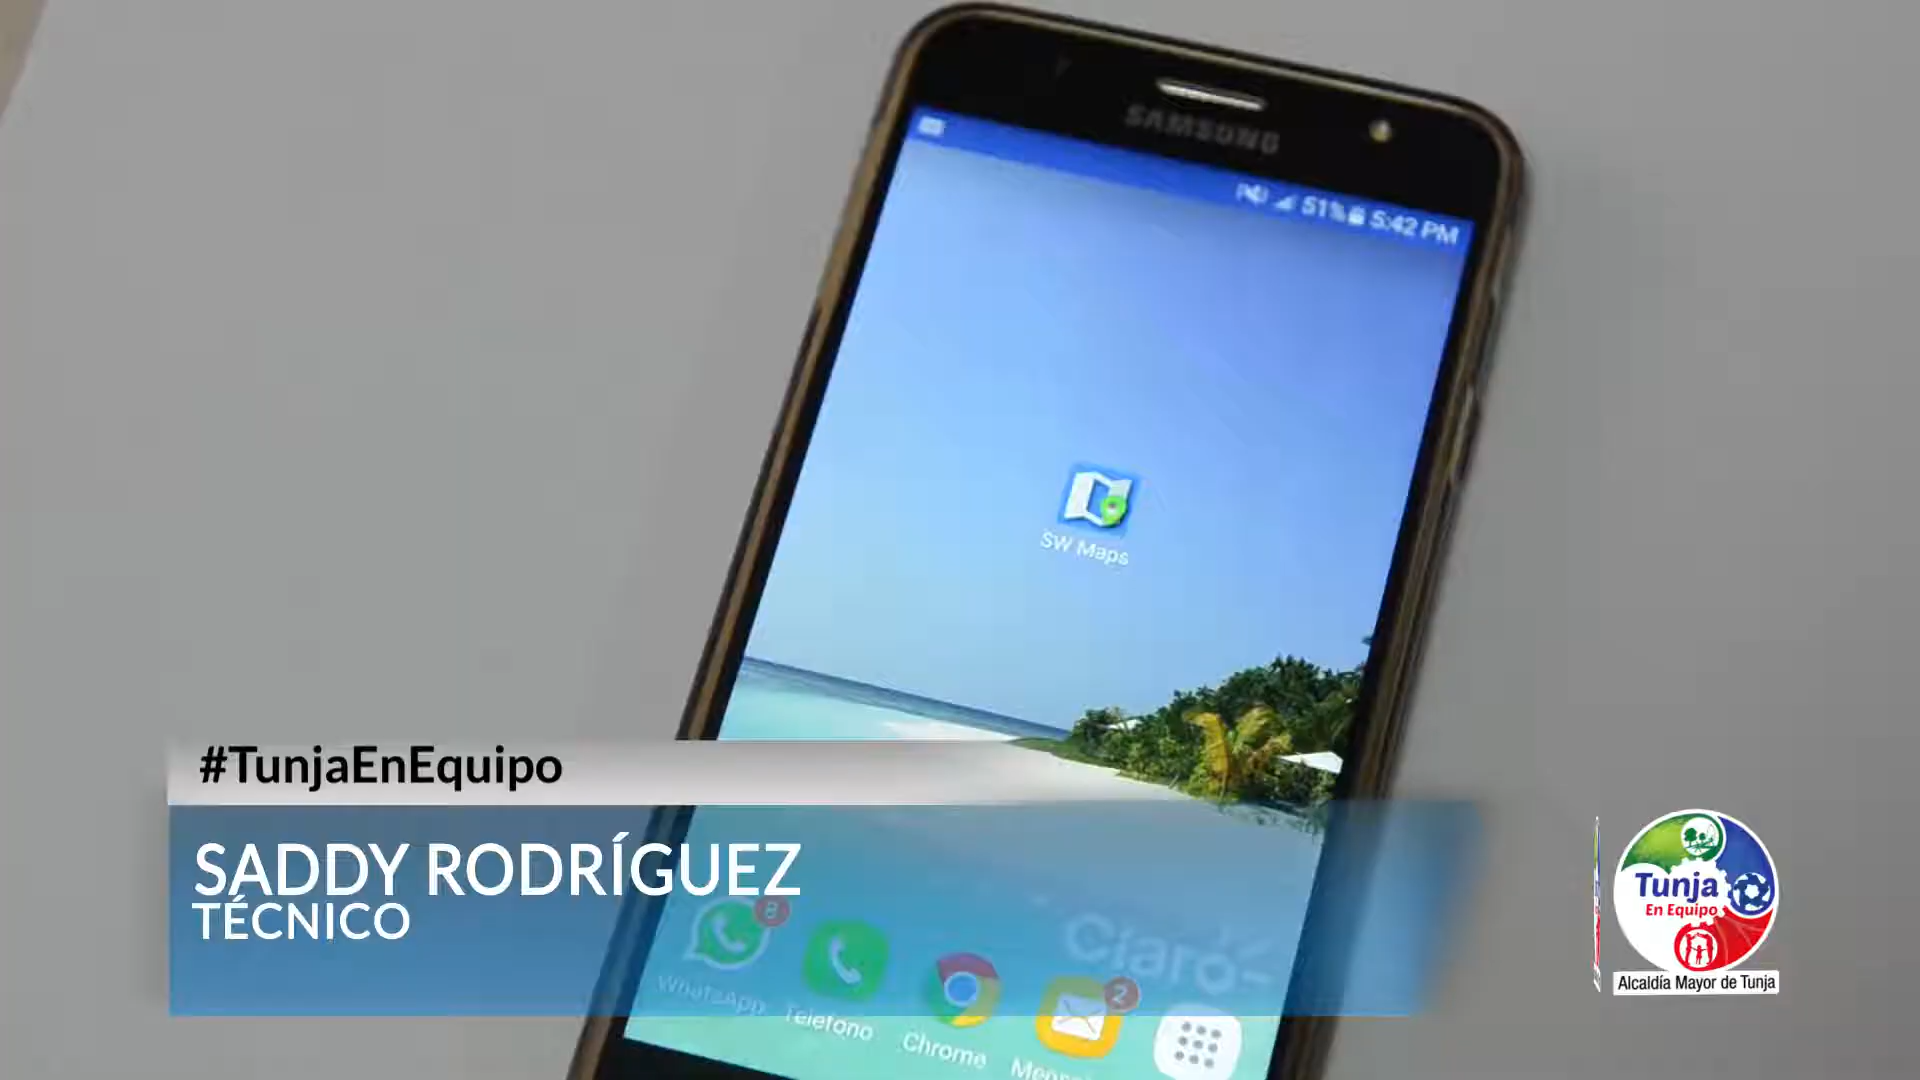 SAMSUNG
51% 5:42 PM
SW Maps
#TunjaEnEquipo
SADDY RODRÍGUEZ
TÉCNICO
8
Claro
2
WhatsApp
Teléfono
Chrome
Tunja
En Equipo
Alcaldía Mayor de Tunja